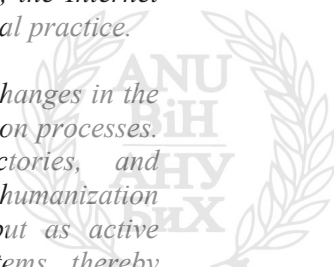 , the Internet
al practice.
hanges in the
on processes.
ctories, and
humanization
out as active
tems, thereby
ANU
BiH
АНУ
БиХ